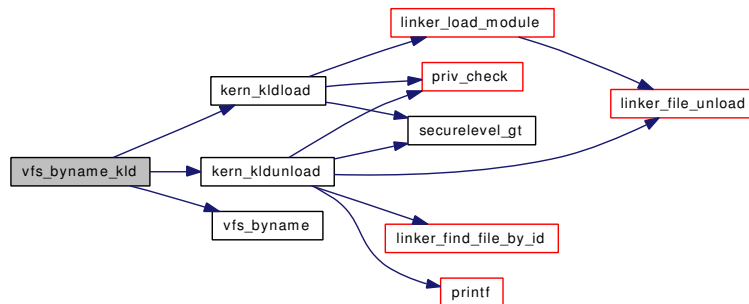 linker_load_module
priv_check
kern_kldload
linker_file_unload
securelevel_gt
vfs_byname_kld
kern_kldunload
vfs_byname
linker_find_file_by_id
printf